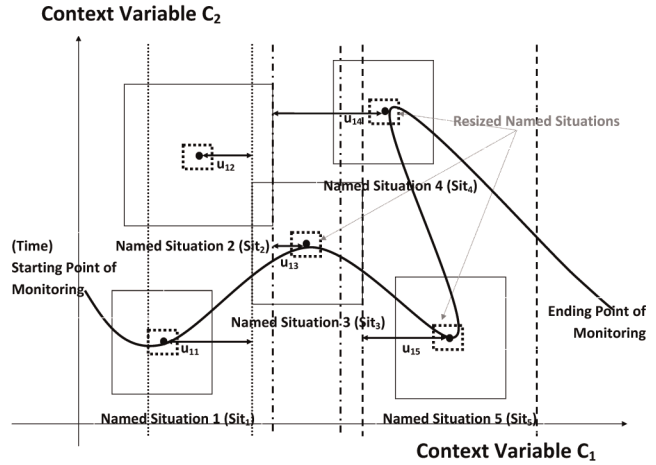 Context Variable C₂
u₁₄
Resized Named Situations
u₁₂
Named Situation 4 (Sit₄)
(Time)
Starting Point of
Monitoring
Named Situation 2 (Sit₂)
u₁₃
Ending Point of
Monitoring
Named Situation 3 (Sit₃)
u₁₁
u₁₅
Named Situation 1 (Sit₁)
Named Situation 5 (Sit₅)
Context Variable C₁